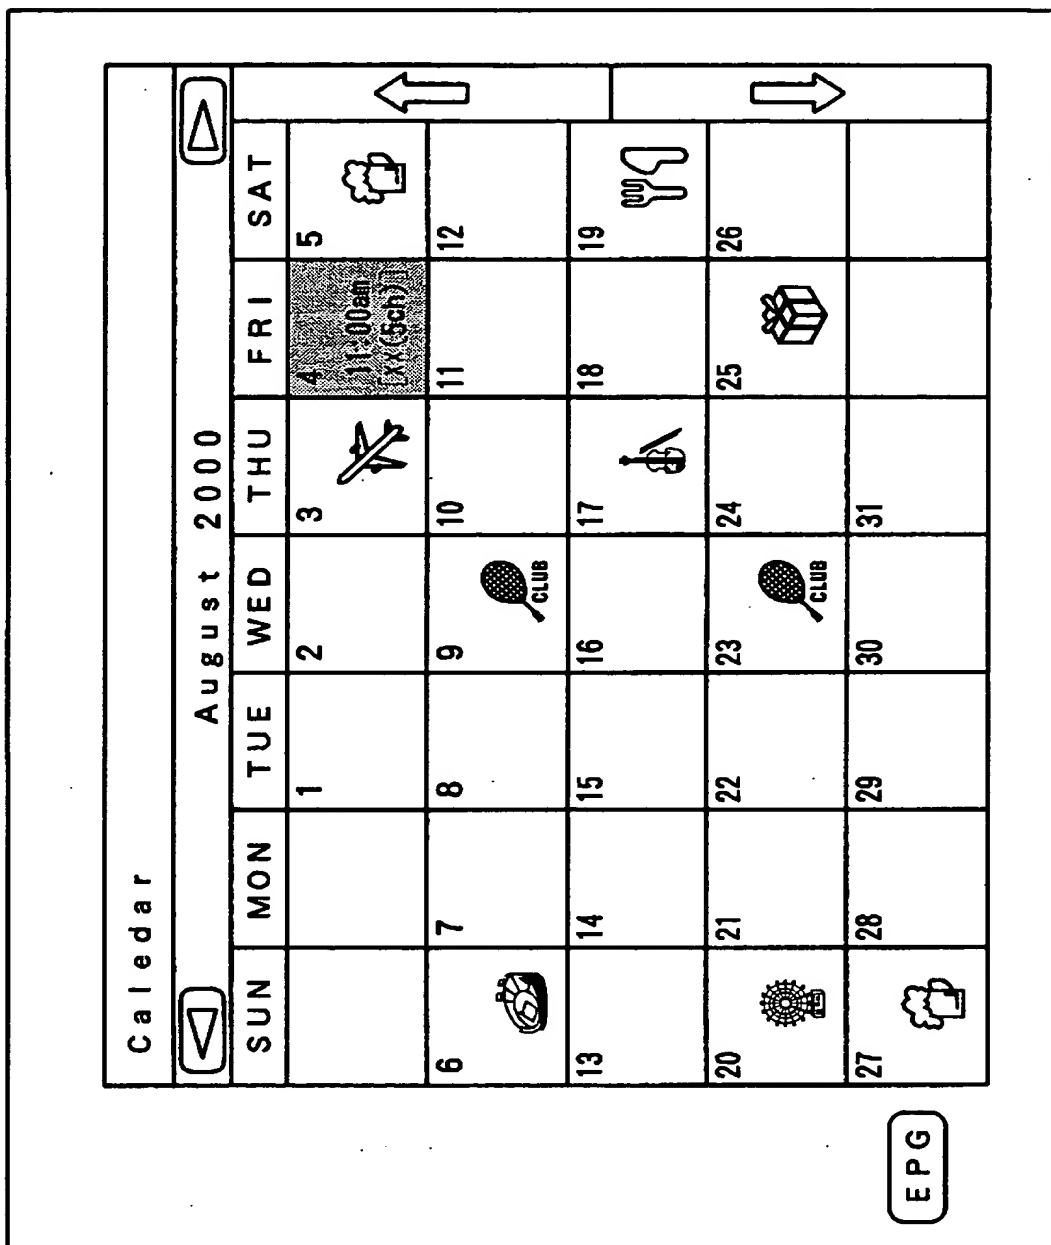 Caledar
August 2000
SUN MON TUE WED THU FRI SAT
1 2 3 4 5
11:00am
[XX(5ch)]
6 7 8 9 10 11 12
CLUB
13 14 15 16 17 18 19
20 21 22 23 24 25 26
CLUB
27 28 29 30 31
EPG